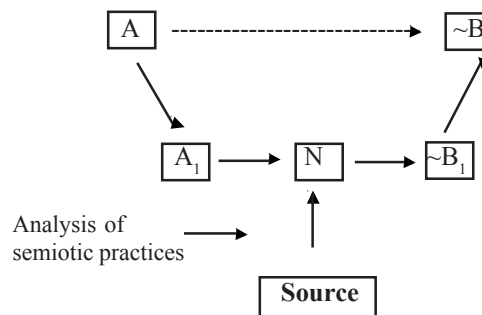 A
~B
A₁
N
~B₁
Analysis of
semiotic practices
Source